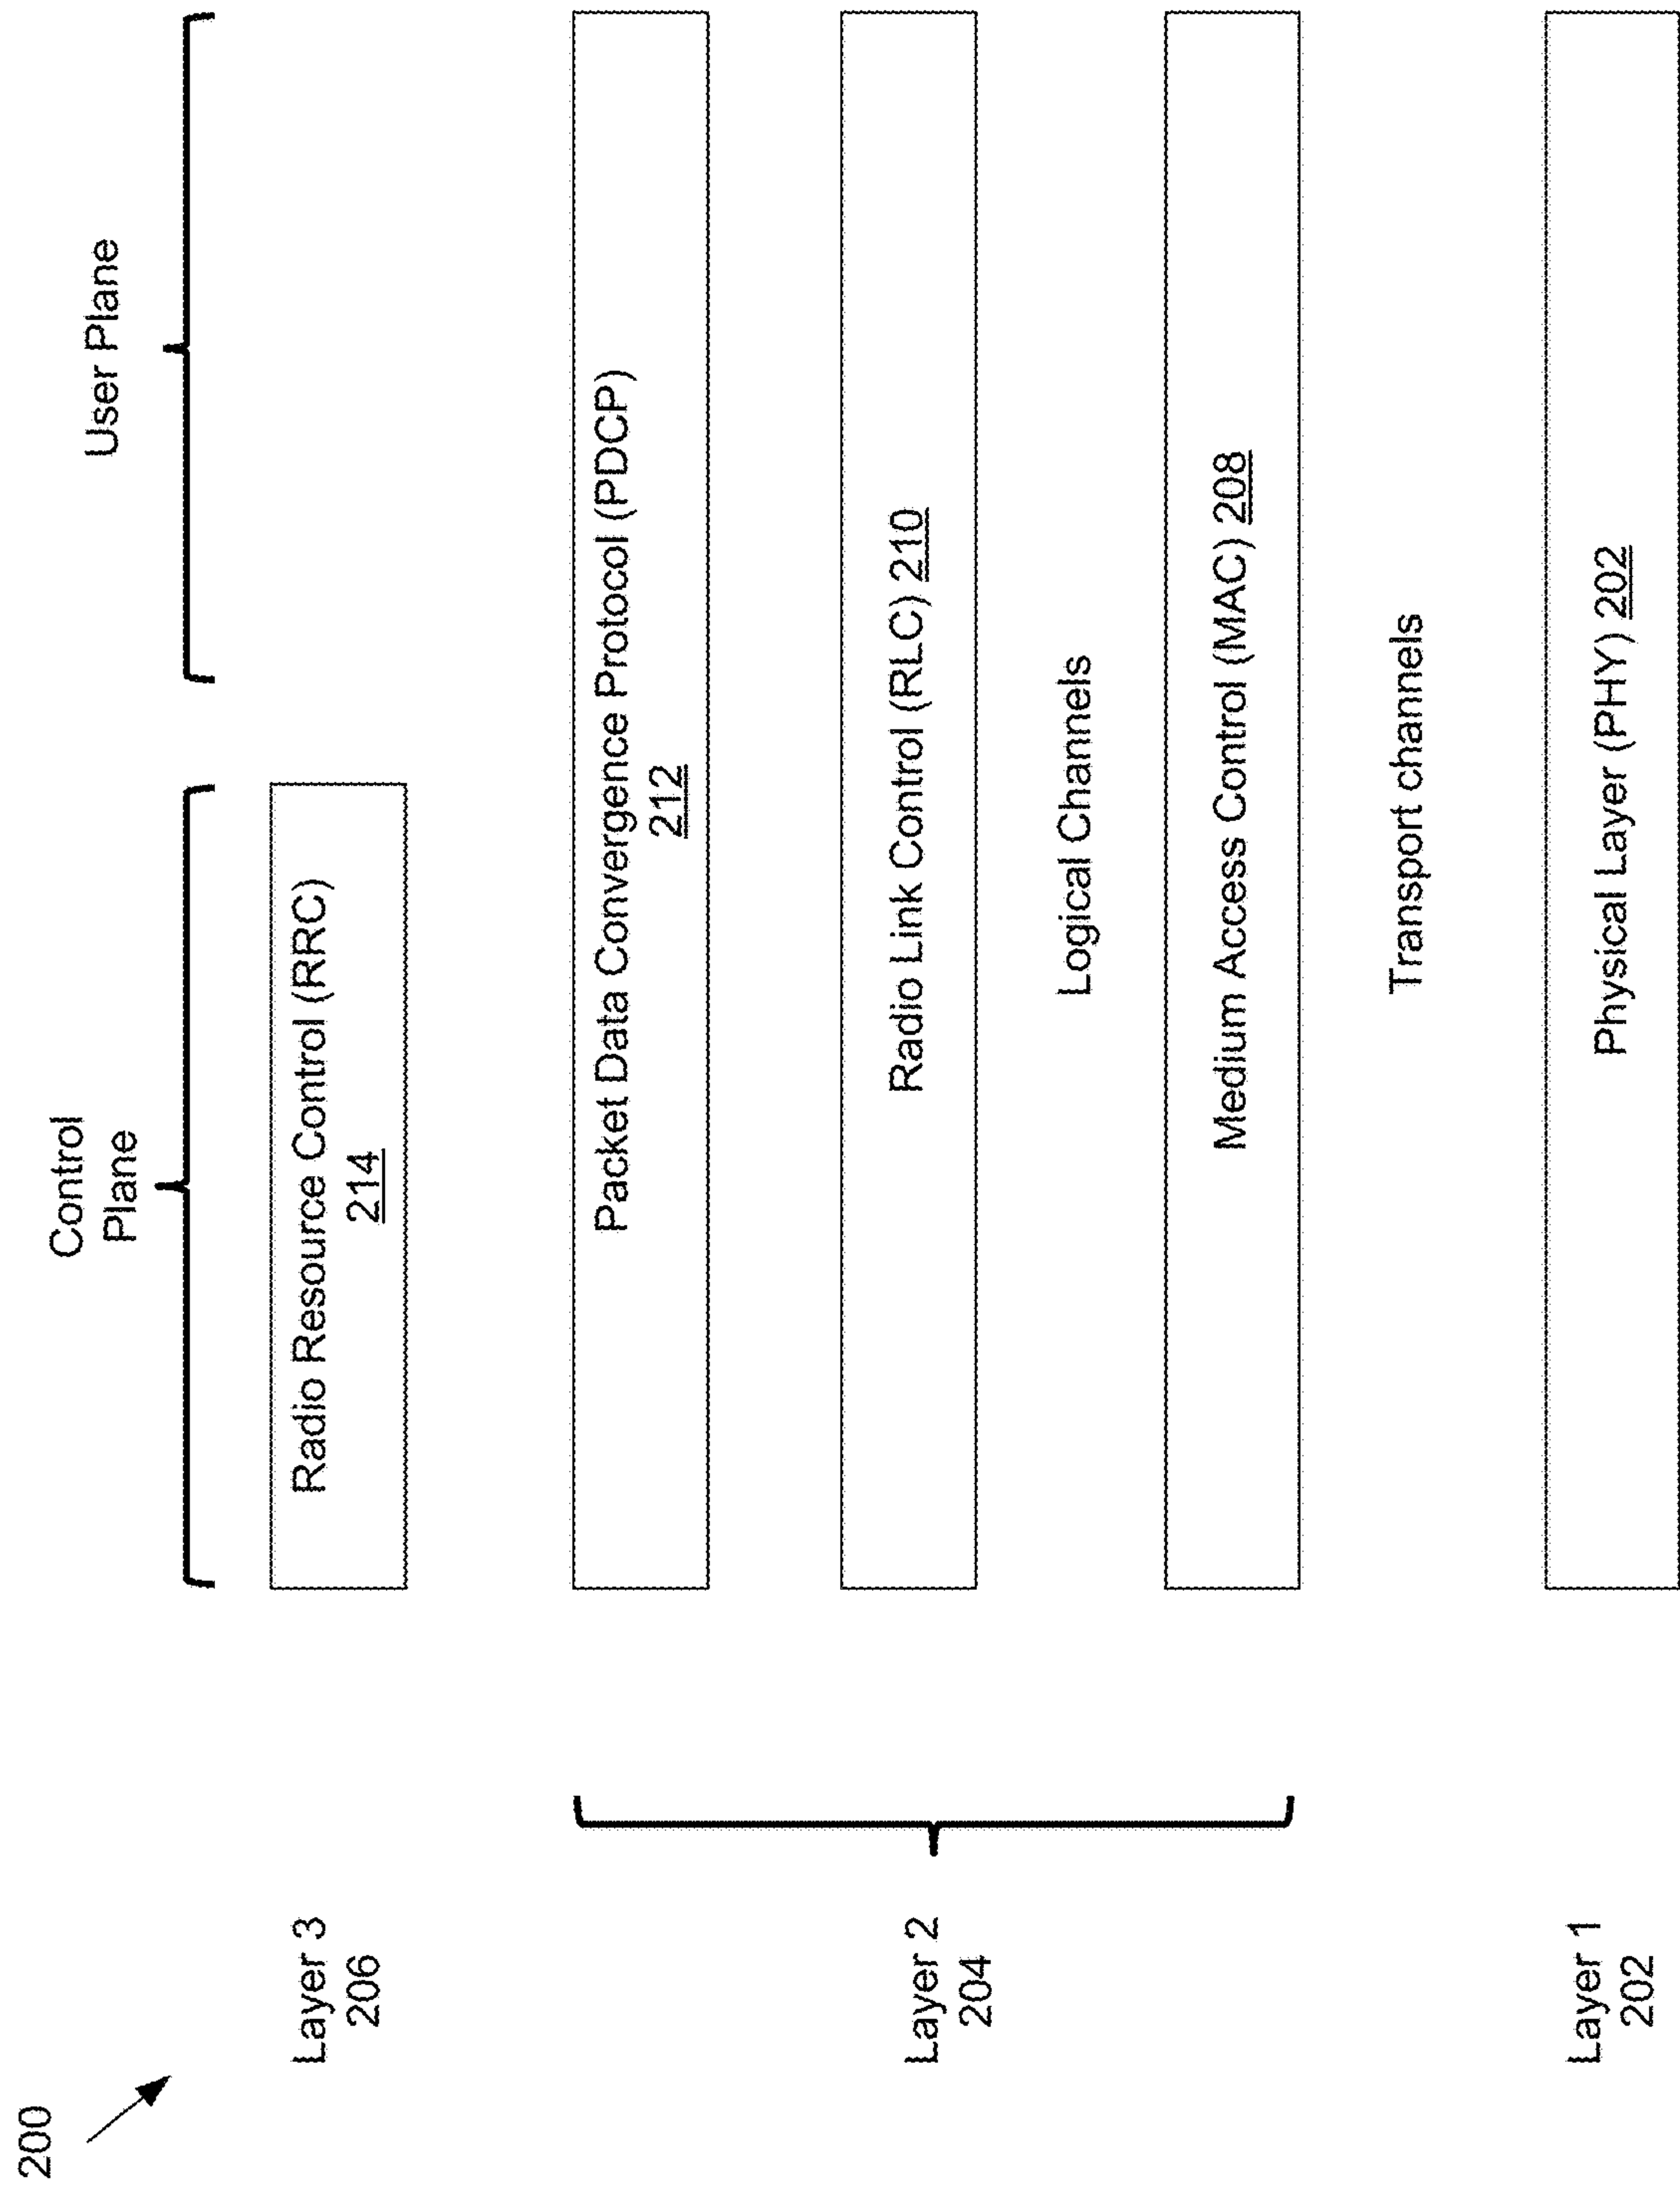 200
Control
Plane
User Plane
Layer 3
206
Radio Resource Control (RRC)
214
Packet Data Convergence Protocol (PDCP)
212
Layer 2
204
Radio Link Control (RLC) 210
Logical Channels
Medium Access Control (MAC) 208
Transport channels
Layer 1
202
Physical Layer (PHY) 202